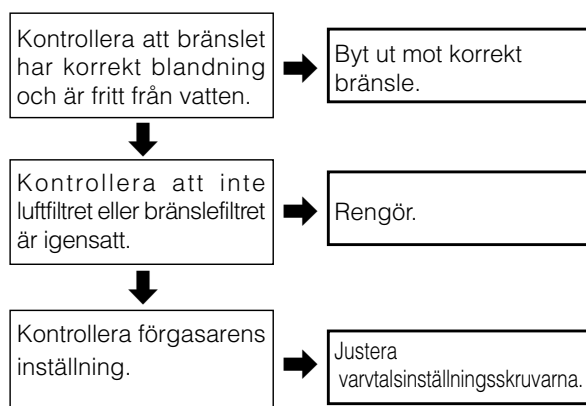 Kontrollera att bränslet
har korrekt blandning
och är fritt från vatten.
Byt ut mot korrekt
bränsle.
Kontrollera att inte
luftfiltret eller bränslefiltret
är igensatt.
Rengör.
Kontrollera förgasarens
inställning.
Justera
varvtalsinställningsskruvarna.